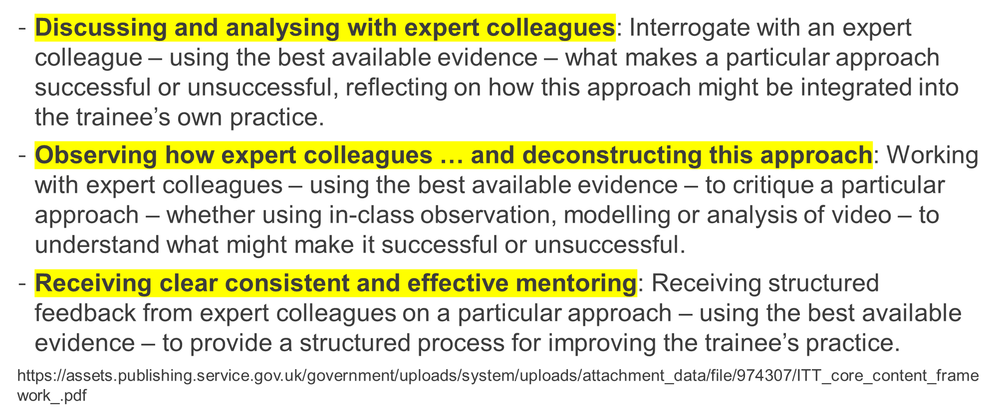 - Discussing and analysing with expert colleagues: Interrogate with an expert
colleague – using the best available evidence – what makes a particular approach
successful or unsuccessful, reflecting on how this approach might be integrated into
the trainee’s own practice.
- Observing how expert colleagues … and deconstructing this approach: Working
with expert colleagues – using the best available evidence – to critique a particular
approach – whether using in-class observation, modelling or analysis of video – to
understand what might make it successful or unsuccessful.
- Receiving clear consistent and effective mentoring: Receiving structured
feedback from expert colleagues on a particular approach – using the best available
evidence – to provide a structured process for improving the trainee’s practice.
https://assets.publishing.service.gov.uk/government/uploads/system/uploads/attachment_data/file/974307/ITT_core_content_frame
work_.pdf